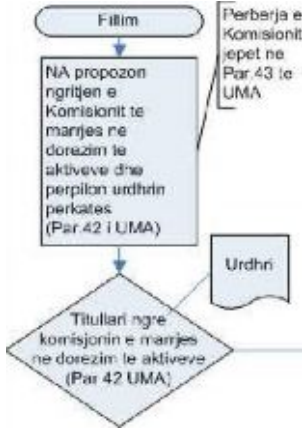 Fillim
Perberja e
Komisionit
jepet ne
Par.43 te
UMA
NA propozon
ngritjen e
Komisionit te
marrjes ne
dorezim te
aktiveve dhe
perpilon urdhrin
perkates
(Par.42 i UMA)
Urdhri
Titullari ngre
komisjonin e marrjes
ne dorezim te aktiveve
(Par 42 UMA)